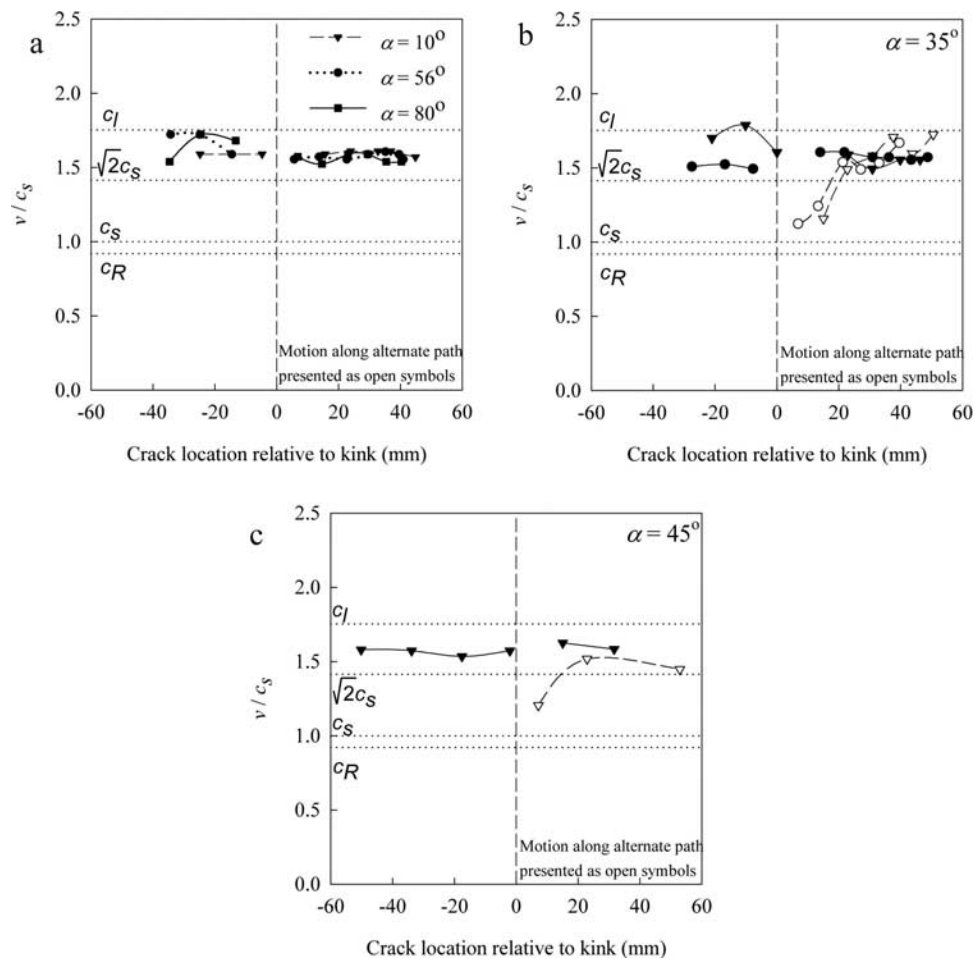 a
α = 10º
α = 56º
α = 80º
2.5
2.0
1.5
1.0
0.5
0.0
v / cs
cl
√2cs
cs
cR
Motion along alternate path
presented as open symbols
-60 -40 -20 0 20 40 60
Crack location relative to kink (mm)
b
α = 35º
2.5
2.0
1.5
1.0
0.5
0.0
v / cs
cl
√2cs
cs
cR
Motion along alternate path
presented as open symbols
-60 -40 -20 0 20 40 60
Crack location relative to kink (mm)
c
α = 45º
2.5
2.0
1.5
1.0
0.5
0.0
v / cs
cl
√2cs
cs
cR
Motion along alternate path
presented as open symbols
-60 -40 -20 0 20 40 60
Crack location relative to kink (mm)